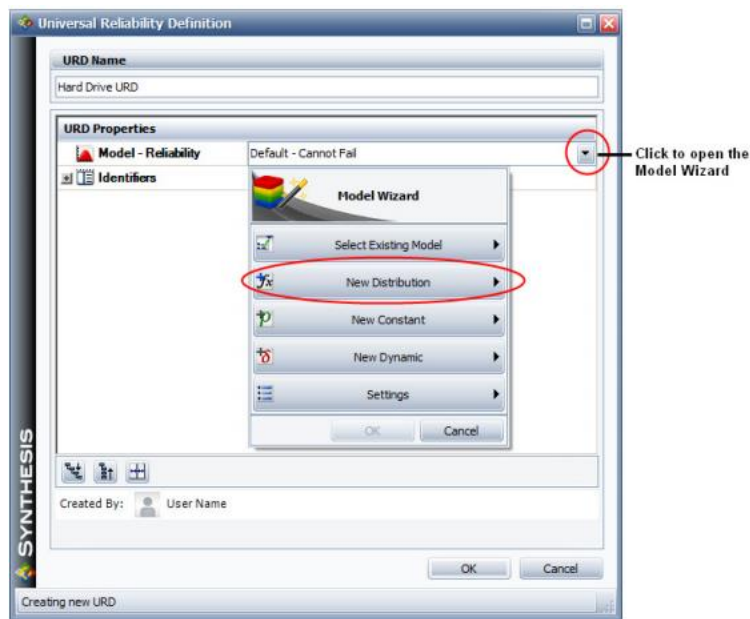 Universal Reliability Definition
URD Name
Hard Drive URD
URD Properties
Model - Reliability
Default - Cannot Fail
Click to open the
Model Wizard
Identifiers
Model Wizard
Select Existing Model
New Distribution
New Constant
New Dynamic
Settings
OK
Cancel
SYNTHESIS
Created By:
User Name
OK
Cancel
Creating new URD